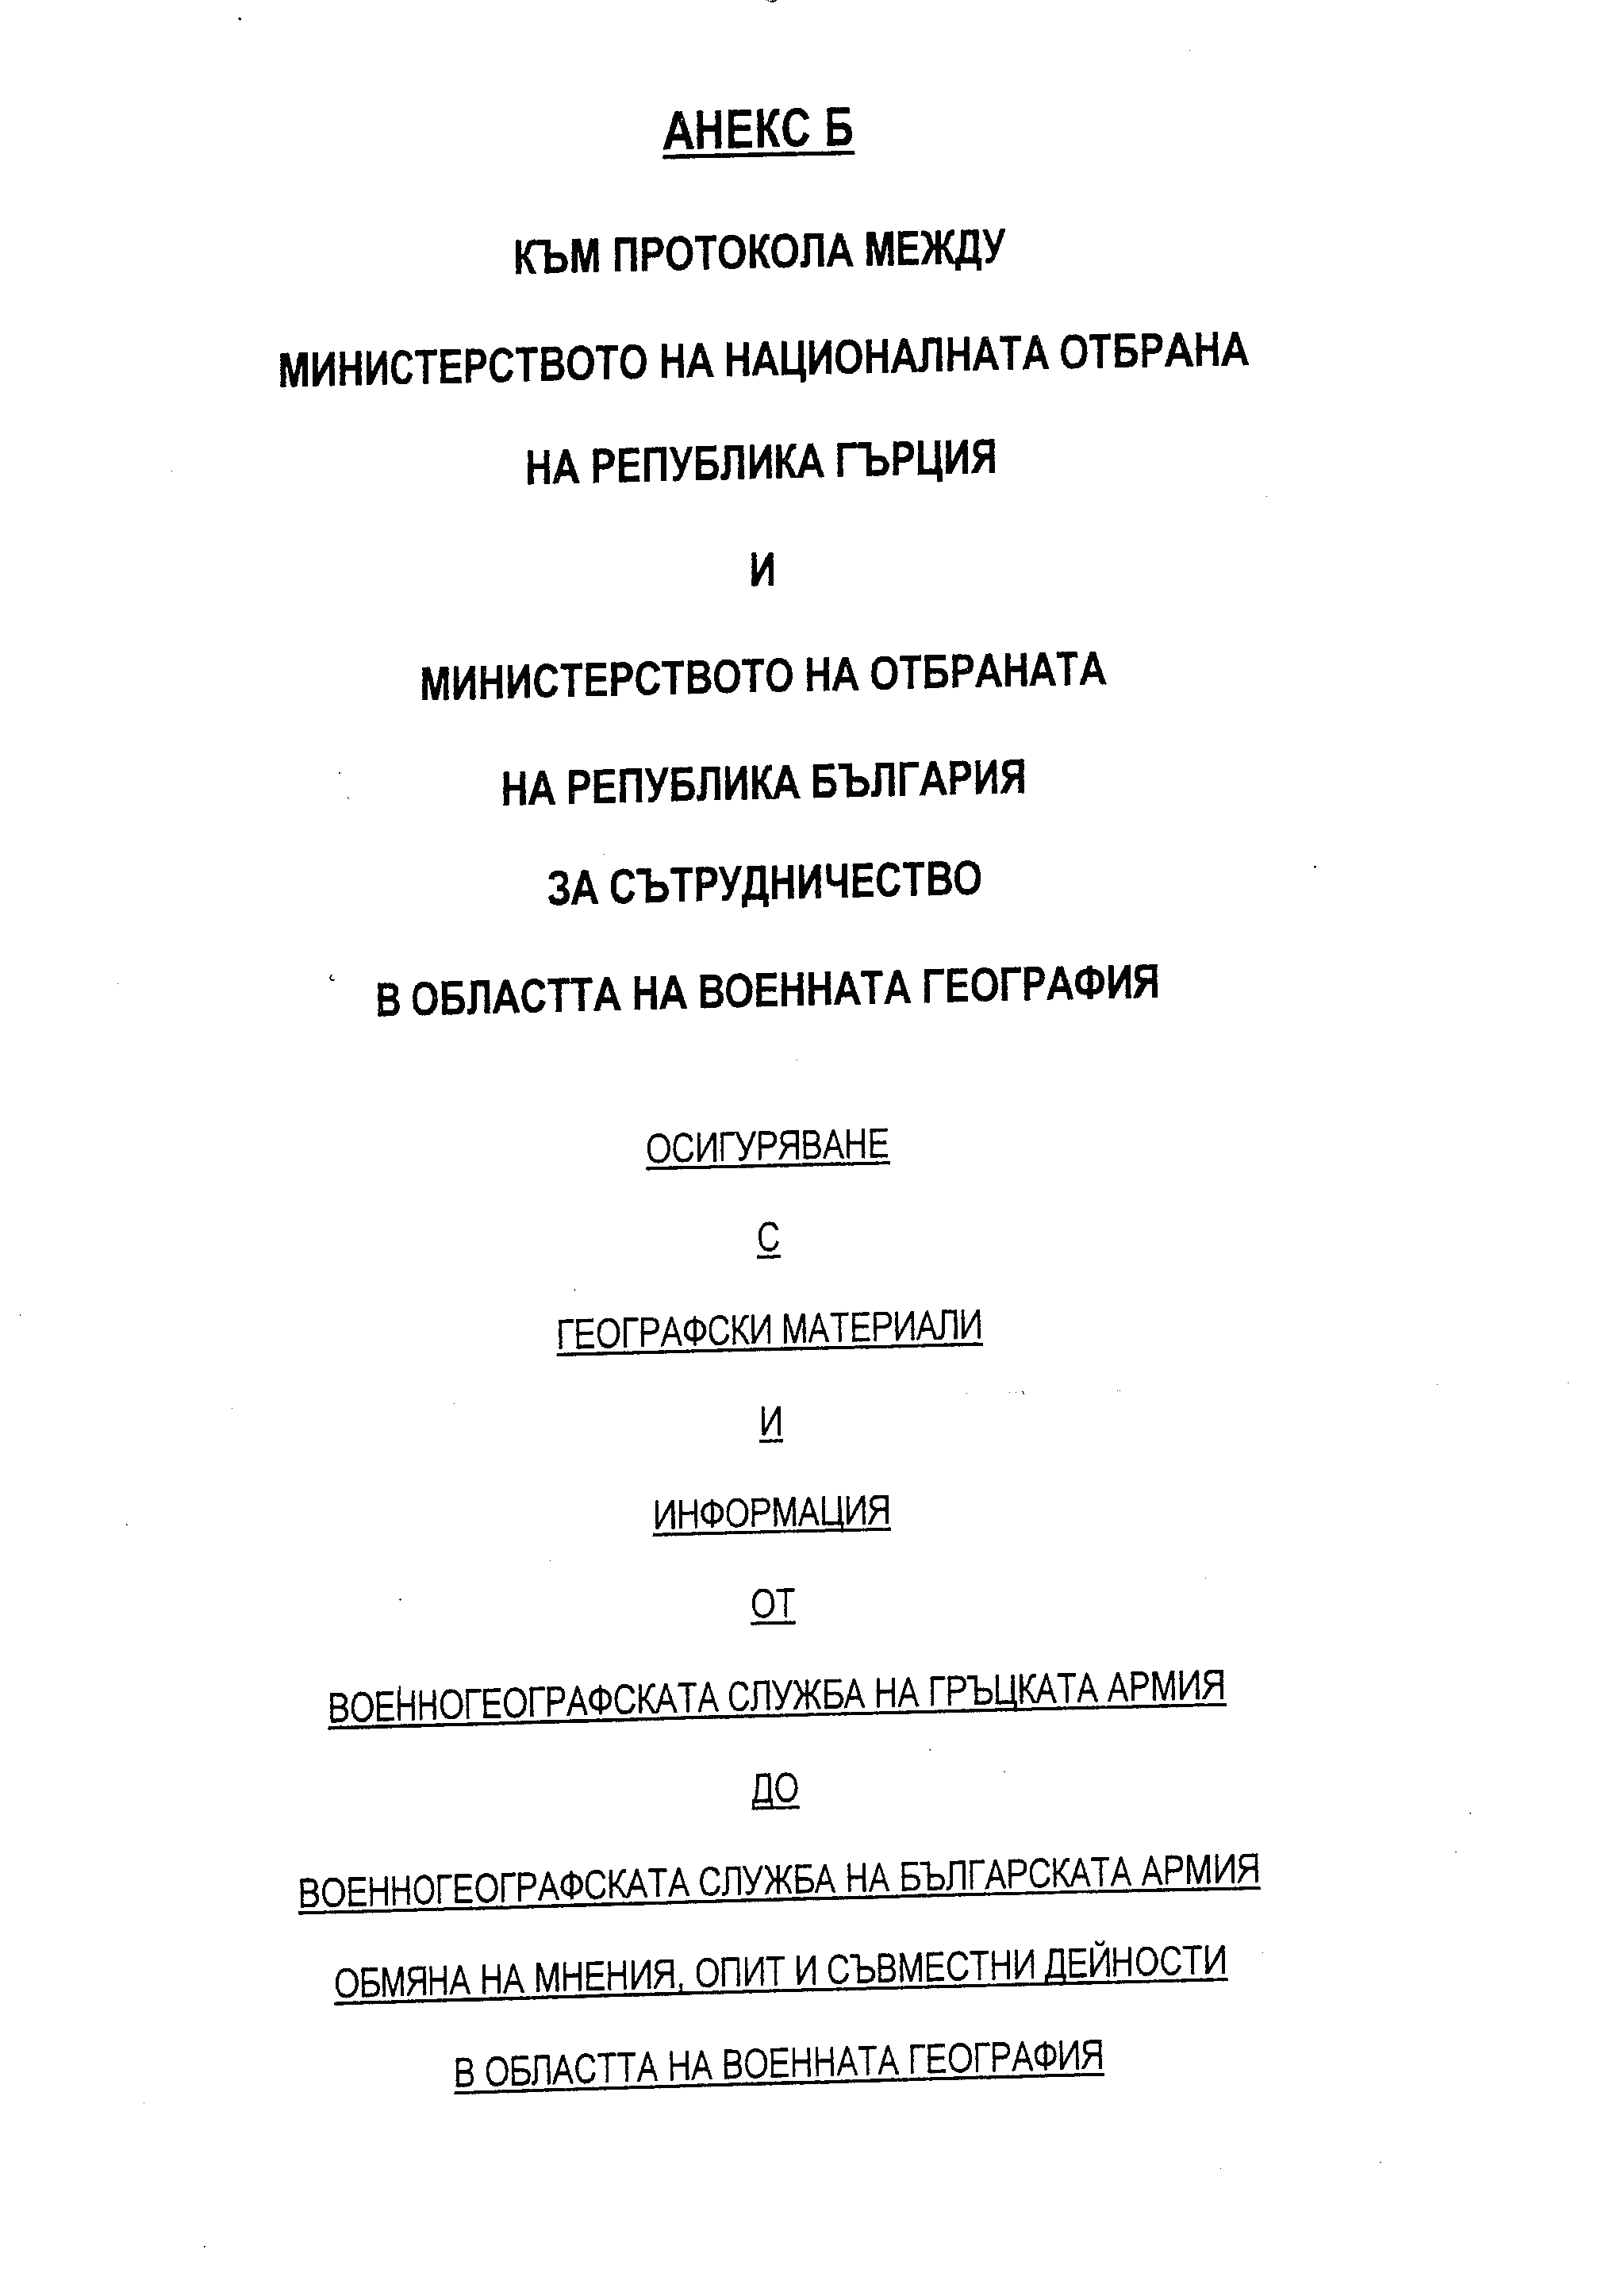 АНЕКС Б
КЪМ ПРОТОКОЛА МЕЖДУ
МИНИСТЕРСТВОТО НА НАЦИОНАЛНАТА ОТБРАНА
НА РЕПУБЛИКА ГЪРЦИЯ
И
МИНИСТЕРСТВОТО НА ОТБРАНАТА
НА РЕПУБЛИКА БЪЛГАРИЯ
ЗА СЪТРУДНИЧЕСТВО
В ОБЛАСТТА НА ВОЕННАТА ГЕОГРАФИЯ
ОСИГУРЯВАНЕ
С
ГЕОГРАФСКИ МАТЕРИАЛИ
И
ИНФОРМАЦИЯ
ОТ
ВОЕННОГЕОГРАФСКАТА СЛУЖБА НА ГРЪЦКАТА АРМИЯ
ДО
ВОЕННОГЕОГРАФСКАТА СЛУЖБА НА БЪЛГАРСКАТА АРМИЯ
ОБМЯНА НА МНЕНИЯ, ОПИТ И СЪВМЕСТНИ ДЕЙНОСТИ
В ОБЛАСТТА НА ВОЕННАТА ГЕОГРАФИЯ